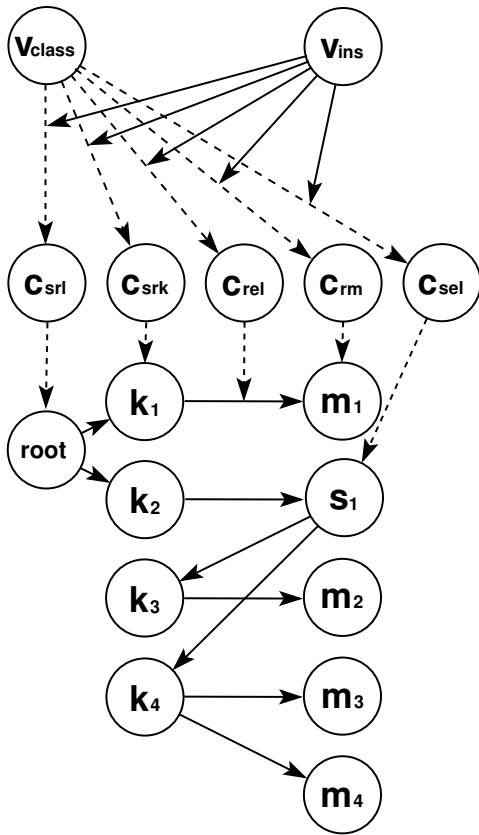 vclass vins
csrl csrk crel crm csel
k1 m1
root
k2 s1
k3 m2
k4 m3
m4